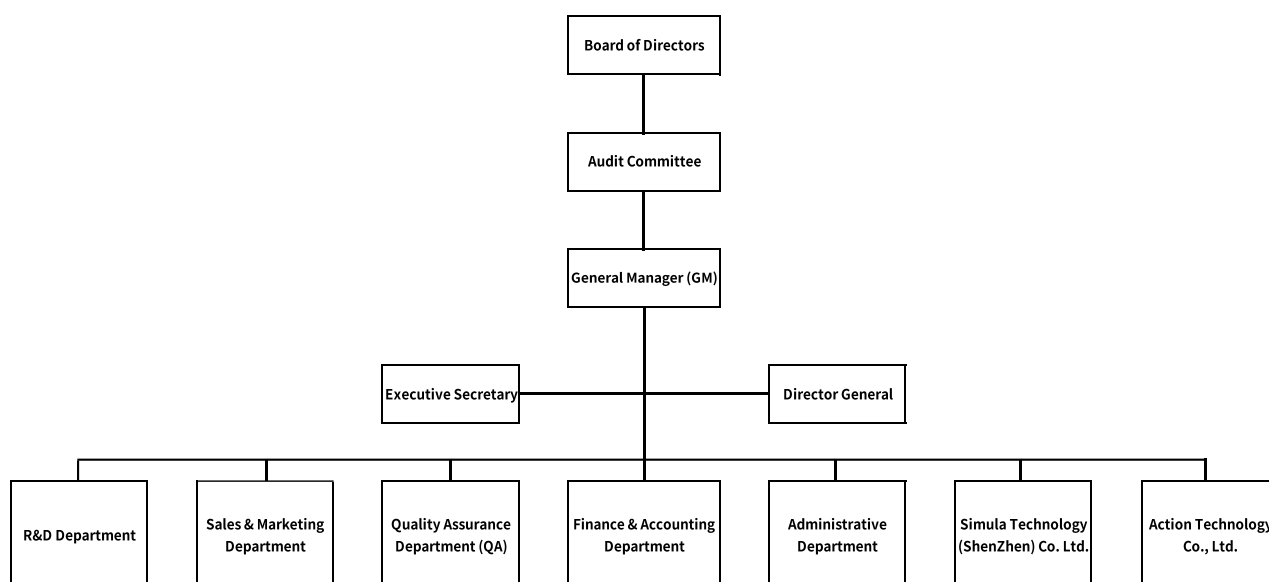 Board of Directors
Audit Committee
General Manager (GM)
Executive Secretary
Director General
R&D Department
Sales & Marketing
Department
Quality Assurance
Department (QA)
Finance & Accounting
Department
Administrative
Department
Simula Technology
(ShenZhen) Co. Ltd.
Action Technology
Co., Ltd.